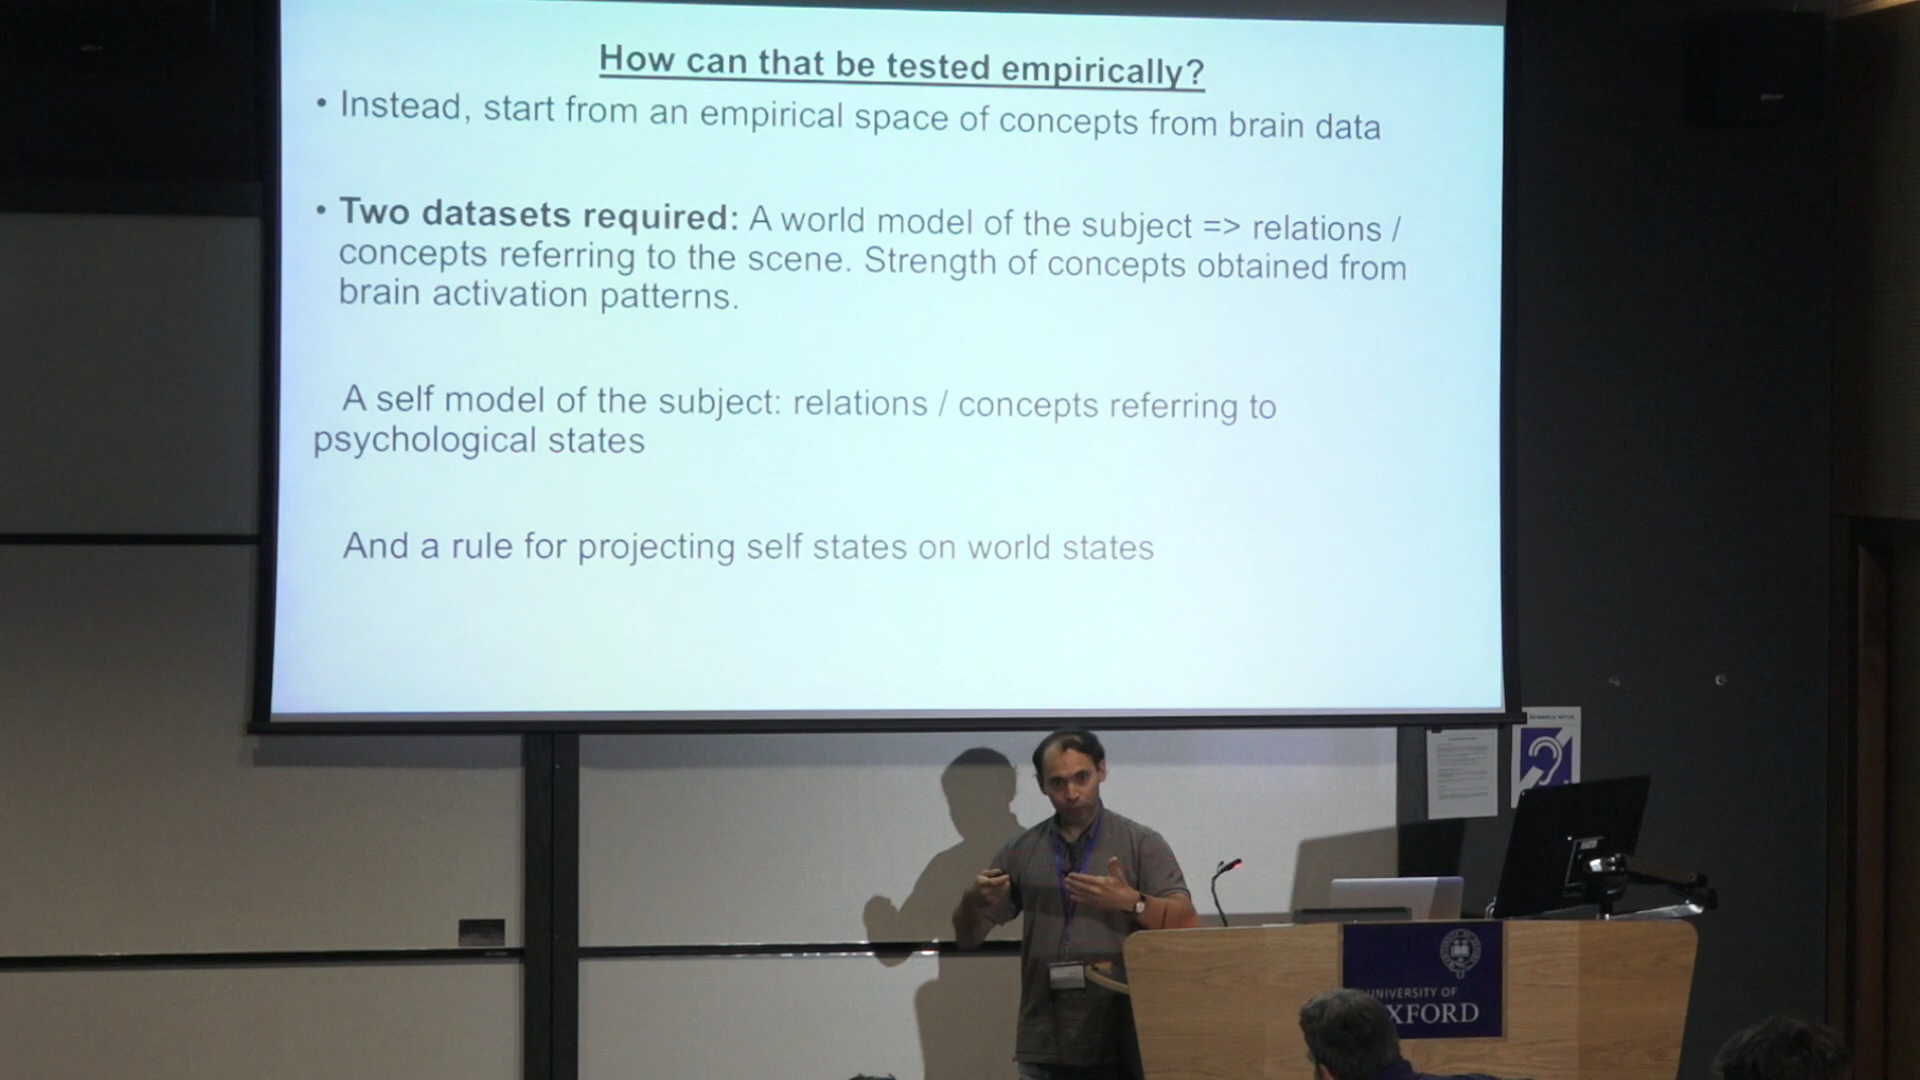 How can that be tested empirically?
• Instead, start from an empirical space of concepts from brain data
• Two datasets required: A world model of the subject => relations /
concepts referring to the scene. Strength of concepts obtained from
brain activation patterns.
A self model of the subject: relations / concepts referring to
psychological states
And a rule for projecting self states on world states
UNIVERSITY OF
XFORD